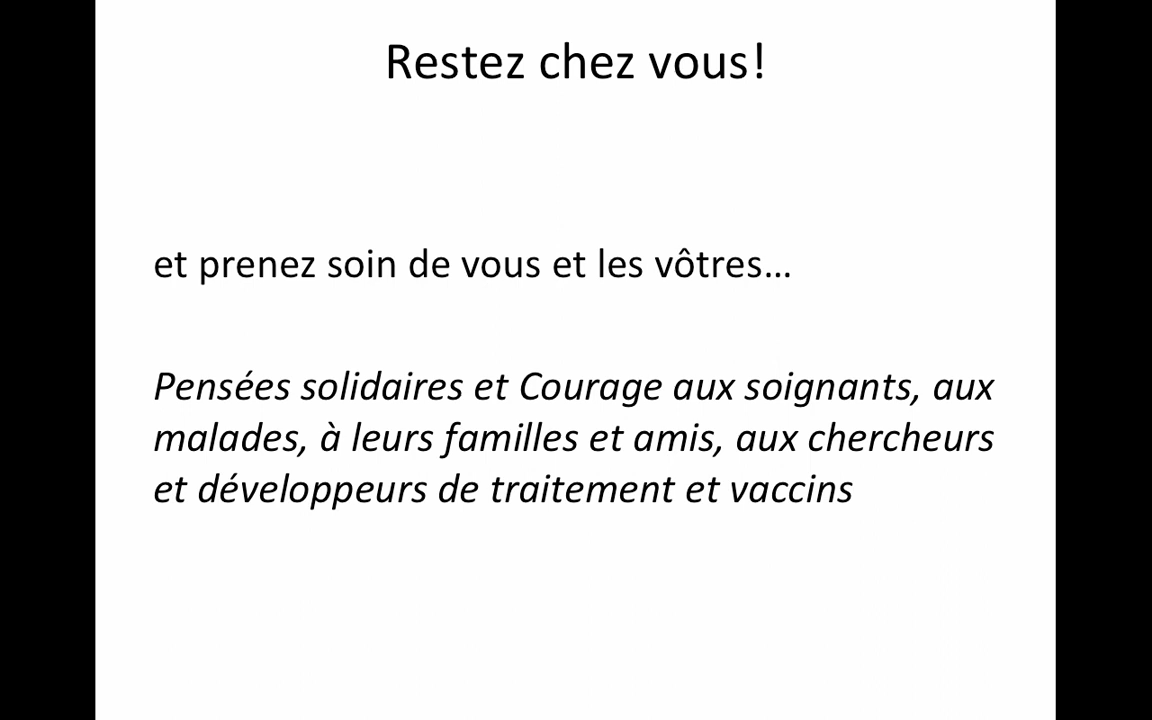 Restez chez vous!
et prenez soin de vous et les vôtres...
Pensées solidaires et Courage aux soignants, aux
malades, à leurs familles et amis, aux chercheurs
et développeurs de traitement et vaccins